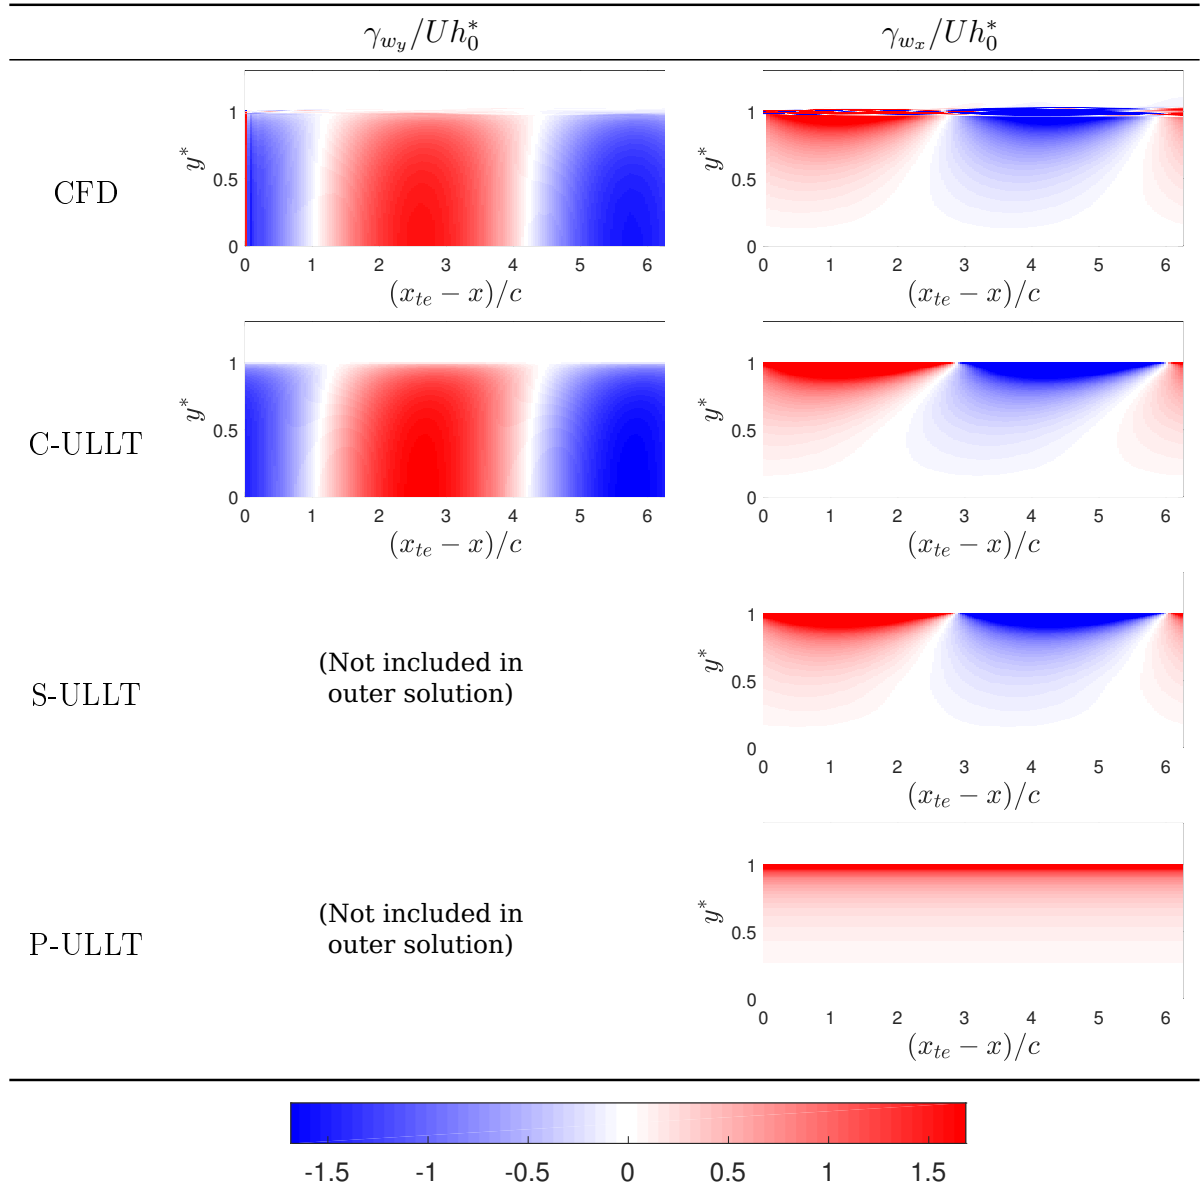 γ_{w_y}/Uh_0^* γ_{w_x}/Uh_0^*
CFD
y^*
1
0.5
0
0 1 2 3 4 5 6
(x_{te} − x)/c
y^*
1
0.5
0
0 1 2 3 4 5 6
(x_{te} − x)/c
C-ULLT
y^*
1
0.5
0
0 1 2 3 4 5 6
(x_{te} − x)/c
y^*
1
0.5
0
0 1 2 3 4 5 6
(x_{te} − x)/c
S-ULLT
(Not included in
outer solution)
y^*
1
0.5
0
0 1 2 3 4 5 6
(x_{te} − x)/c
P-ULLT
(Not included in
outer solution)
y^*
1
0.5
0
0 1 2 3 4 5 6
(x_{te} − x)/c
-1.5 -1 -0.5 0 0.5 1 1.5